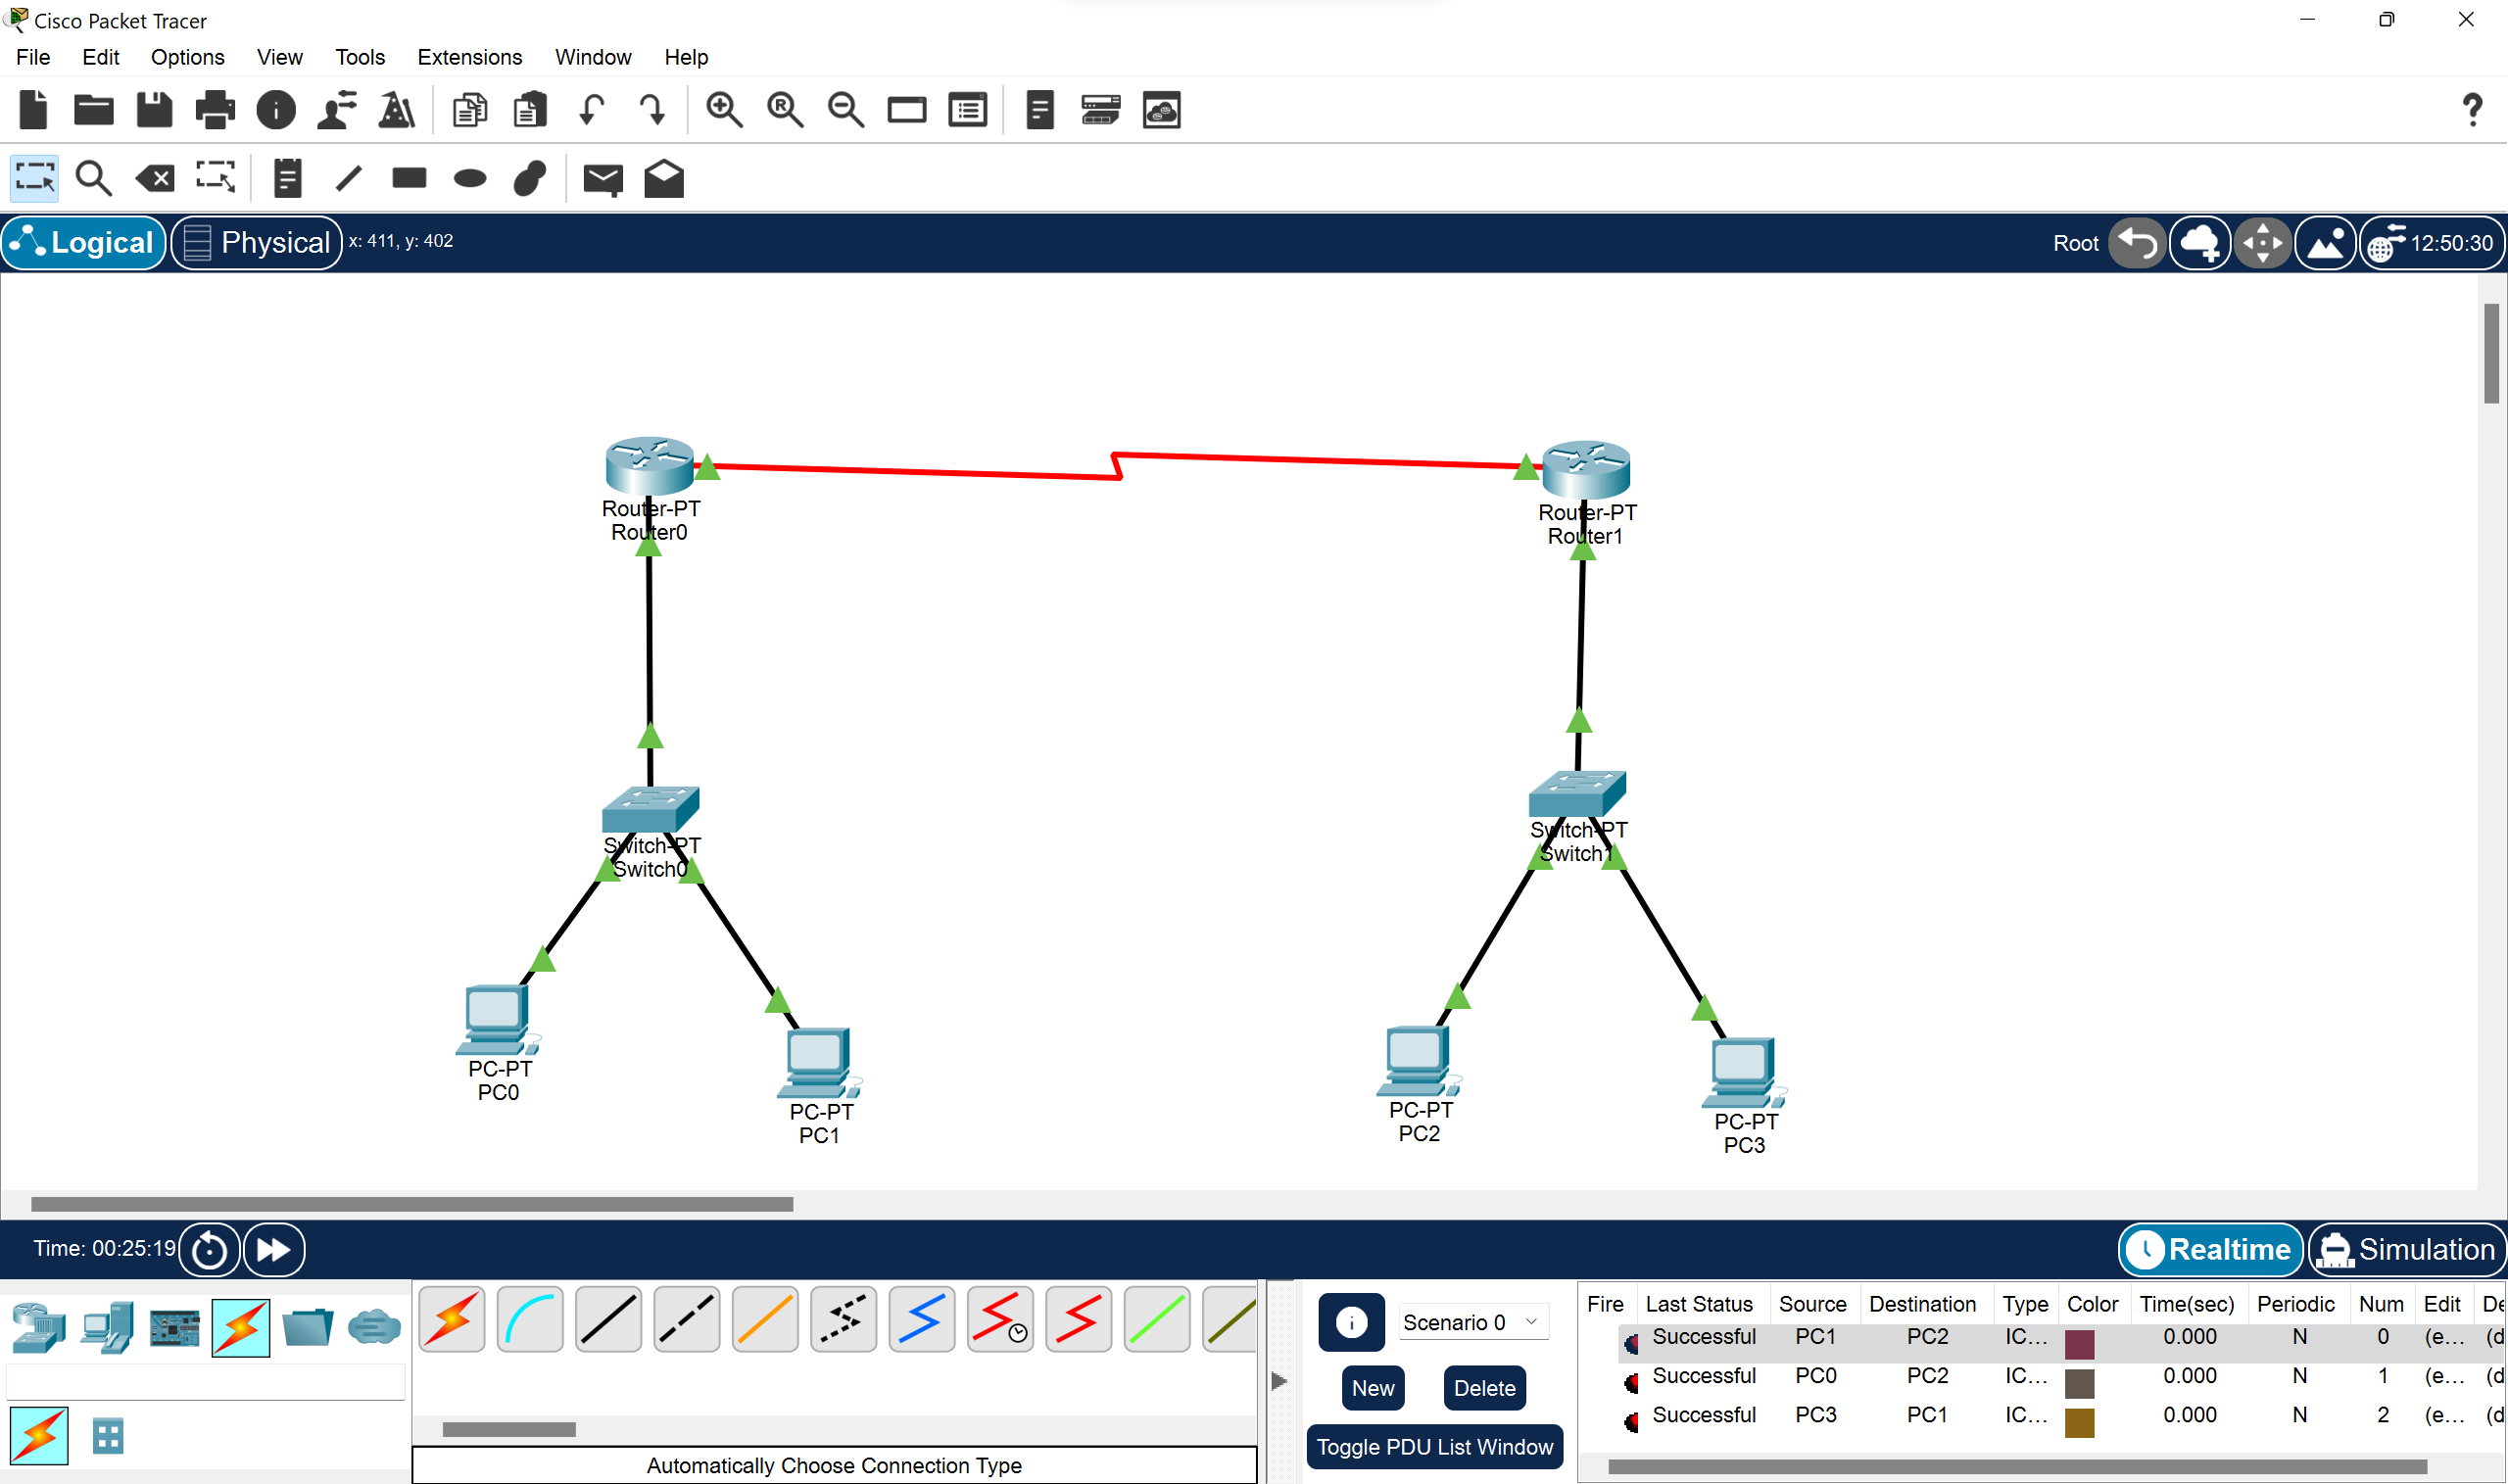 Cisco Packet Tracer
File Edit Options View Tools Extensions Window Help
Logical Physical x: 411, y: 402 Root 12:50:30
Router-PT
Router0
Router-PT
Router1
Switch-PT
Switch0
Switch-PT
Switch1
PC-PT
PC0
PC-PT
PC1
PC-PT
PC2
PC-PT
PC3
Time: 00:25:19 Realtime Simulation
Scenario 0
New Delete
Toggle PDU List Window
Fire Last Status Source Destination Type Color Time(sec) Periodic Num Edit De
Successful PC1 PC2 IC... 0.000 N 0 (e... (d
Successful PC0 PC2 IC... 0.000 N 1 (e... (d
Successful PC3 PC1 IC... 0.000 N 2 (e... (d
Automatically Choose Connection Type